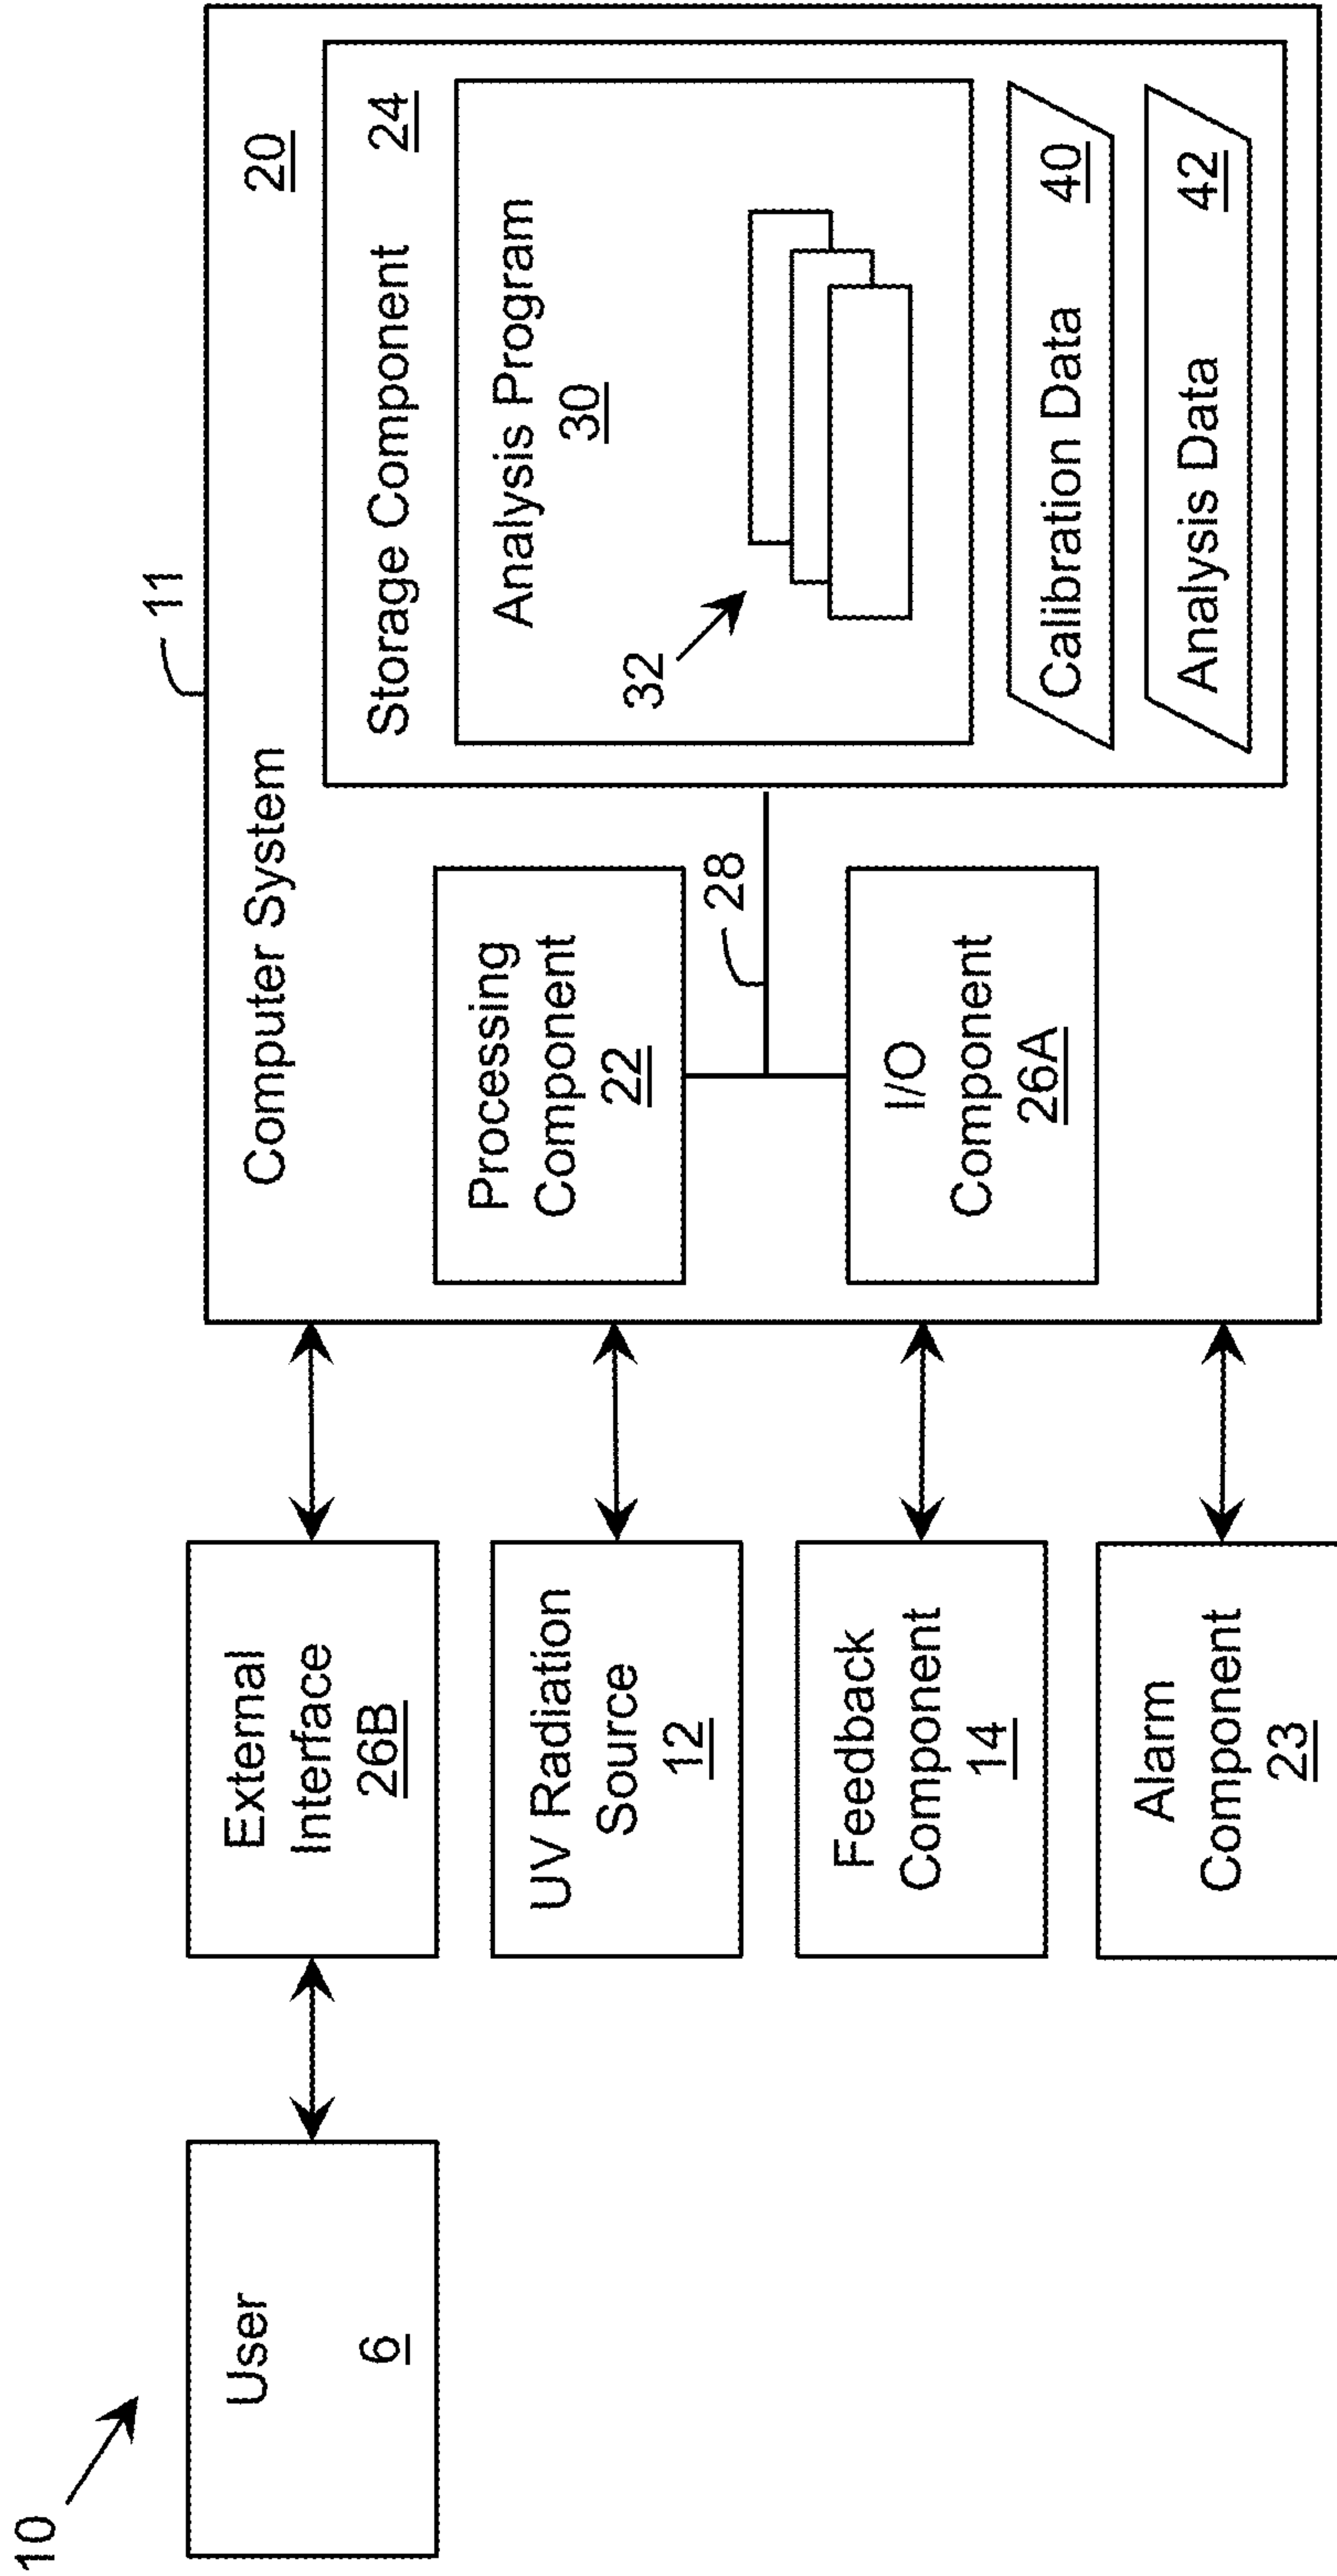 10
User
6
External
Interface
26B
UV Radiation
Source
12
Feedback
Component
14
Alarm
Component
23
11
Computer System
20
Processing
Component
22
I/O
Component
26A
28
Storage Component
24
Analysis Program
30
32
Calibration Data 40
Analysis Data 42